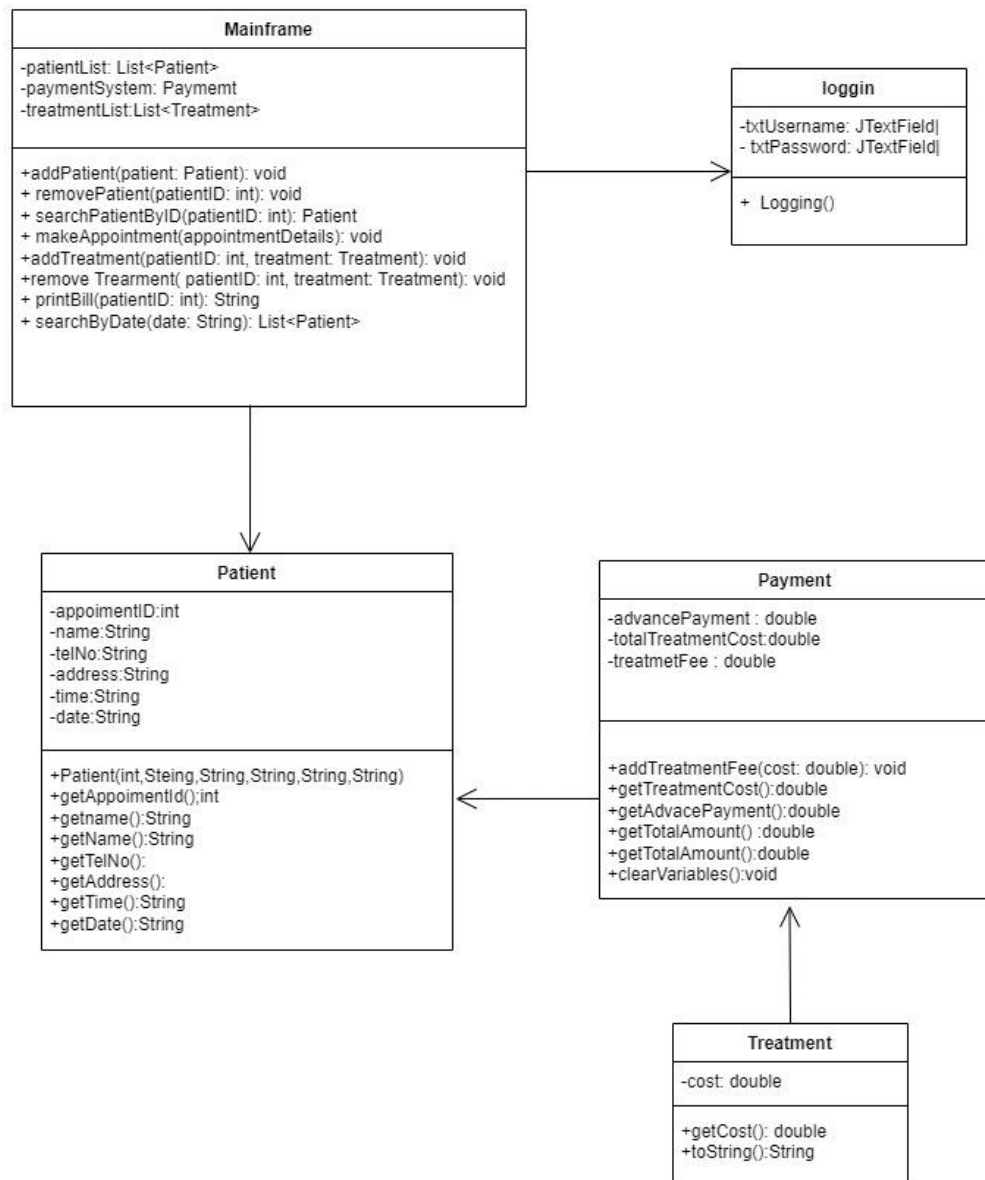 Mainframe
-patientList: List<Patient>
-paymentSystem: Paymemt
-treatmentList:List<Treatment>
+addPatient(patient: Patient): void
+ removePatient(patientID: int): void
+ searchPatientByID(patientID: int): Patient
+ makeAppointment(appointmentDetails): void
+addTreatment(patientID: int, treatment: Treatment): void
+remove Trearment( patientID: int, treatment: Treatment): void
+ printBill(patientID: int): String
+ searchByDate(date: String): List<Patient>
loggin
-txtUsername: JTextField|
- txtPassword: JTextField|
+ Logging()
Patient
-appoimentID:int
-name:String
-telNo:String
-address:String
-time:String
-date:String
+Patient(int,Steing,String,String,String,String)
+getAppoimentId();int
+getname():String
+getName():String
+getTelNo():
+getAddress():
+getTime():String
+getDate():String
Payment
-advancePayment : double
-totalTreatmentCost:double
-treatmetFee : double
+addTreatmentFee(cost: double): void
+getTreatmentCost():double
+getAdvacePayment():double
+getTotalAmount() :double
+getTotalAmount():double
+clearVariables():void
Treatment
-cost: double
+getCost(): double
+toString():String